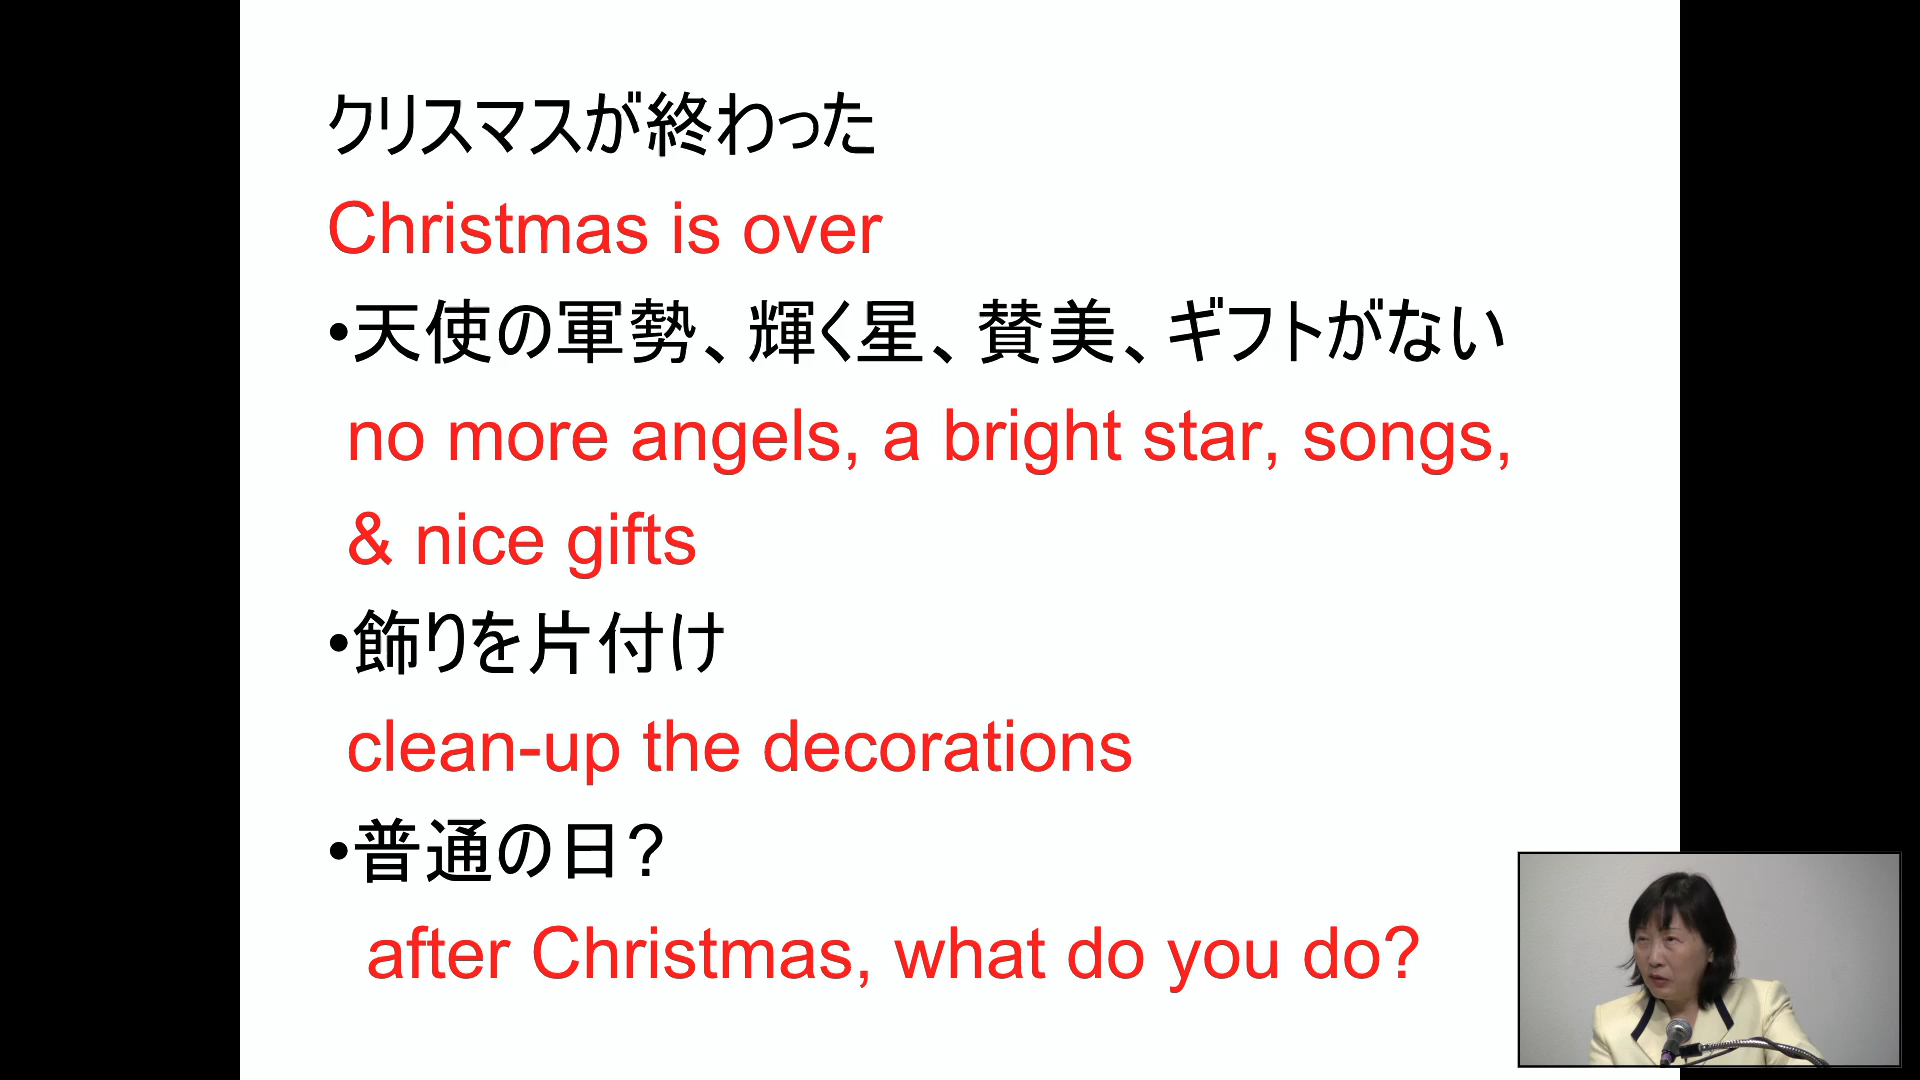 クリスマスが終わった
Christmas is over
•天使の軍勢、輝く星、賛美、ギフトがない
no more angels, a bright star, songs,
& nice gifts
•飾りを片付け
clean-up the decorations
•普通の日?
after Christmas, what do you do?